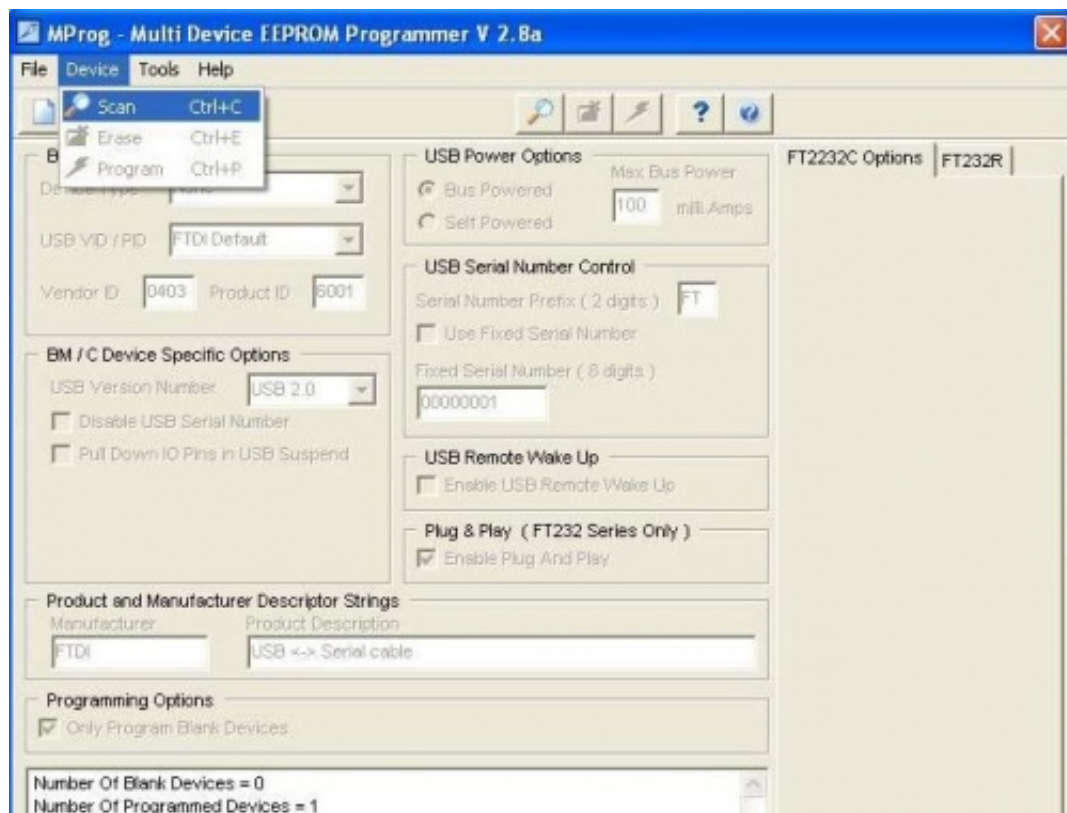 MProg - Multi Device EEPROM Programmer V 2.8a
File Device Tools Help
Scan Ctrl+C
Erase Ctrl+E
Program Ctrl+P
USB VID / PID FTDI Default
Vendor ID 0403 Product ID 6001
BM / C Device Specific Options
USB Version Number USB 2.0
Disable USB Serial Number
Pull Down IO Pins in USB Suspend
USB Power Options
Max Bus Power
Bus Powered
100 milli Amps
Self Powered
USB Serial Number Control
Serial Number Prefix ( 2 digits ) FT
Use Fixed Serial Number
Fixed Serial Number ( 8 digits )
00000001
USB Remote Wake Up
Enable USB Remote Wake Up
Plug & Play ( FT232 Series Only )
Enable Plug And Play
FT2232C Options FT232R
Product and Manufacturer Descriptor Strings
Manufacturer Product Description
FTDI USB <-> Serial cable
Programming Options
Only Program Blank Devices
Number Of Blank Devices = 0
Number Of Programmed Devices = 1